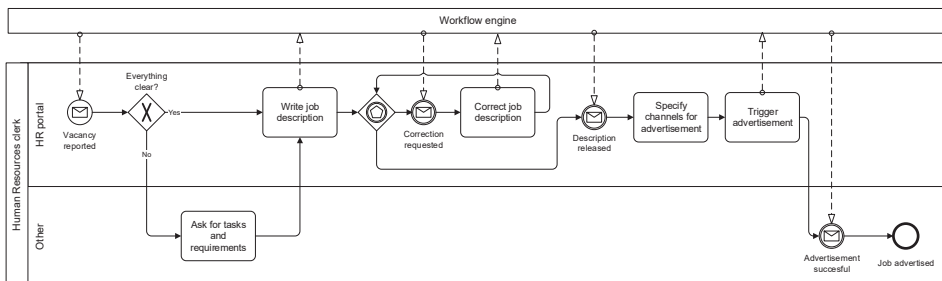 Workflow engine
Human Resources clerk
HR portal
Other
Everything
clear?
Yes
No
Vacancy
reported
Write job
description
Correction
requested
Correct job
description
Description
released
Specify
channels for
advertisement
Trigger
advertisement
Ask for tasks
and
requirements
Advertisement
succesful
Job advertised